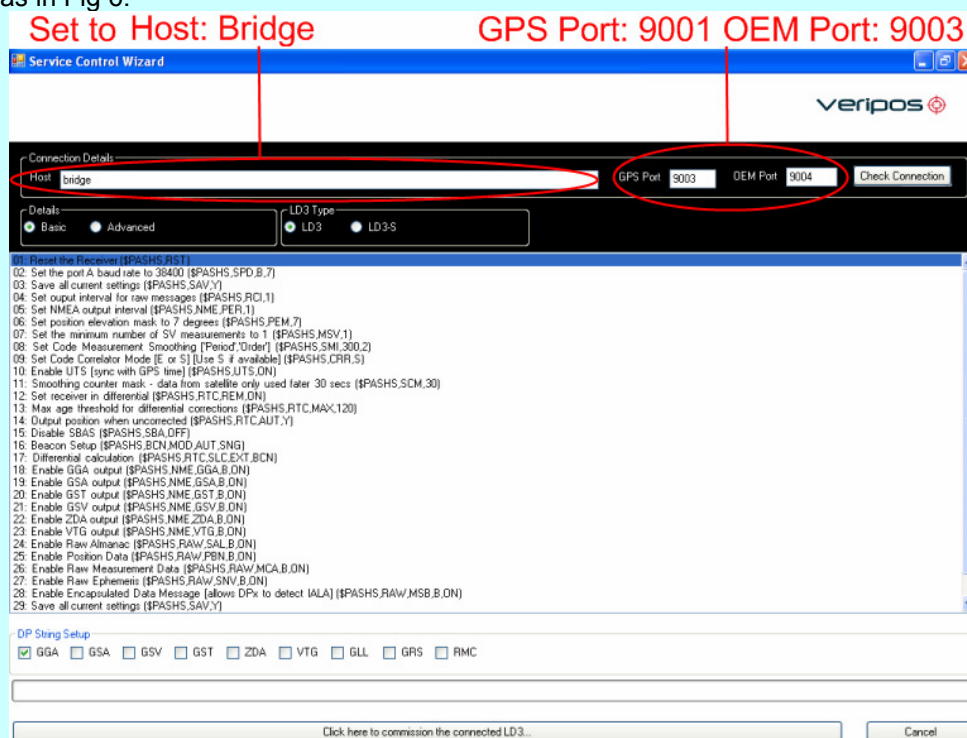 as in Fig 6.
Set to Host: Bridge GPS Port: 9001 OEM Port: 9003
Service Control Wizard
veripos
Connection Details
Host bridge GPS Port 9003 OEM Port 9004 Check Connection
Details LD3 Type
Basic Advanced LD3 LD3-S
01: Reset the Receiver ($PASHS,RST)
02: Set the port A baud rate to 38400 ($PASHS,SPD,B,7)
03: Save all current settings ($PASHS,SAV,Y)
04: Set ouput interval for raw messages ($PASHS,RCI,1)
05: Set NMEA output interval ($PASHS,NME,PER,1)
06: Set position elevation mask to 7 degrees ($PASHS,PEM,7)
07: Set the minimum number of SV measurements to 1 ($PASHS,MSV,1)
08: Set Code Measurement Smoothing ['Period','Order'] ($PASHS,SMI,300,2)
09: Set Code Correlator Mode [E or S] [Use S if available] ($PASHS,CRR,S)
10: Enable UTS [sync with GPS time] ($PASHS,UTS,ON)
11: Smoothing counter mask - data from satellite only used fater 30 secs ($PASHS,SCM,30)
12: Set receiver in differential ($PASHS,RTC,REM,ON)
13: Max age threshold for differential corrections ($PASHS,RTC,MAX,120)
14: Output position when uncorrected ($PASHS,RTC,AUT,Y)
15: Disable SBAS ($PASHS,SBA,OFF)
16: Beacon Setup ($PASHS,BCN,MOD,AUT,SNG)
17: Differential calculation ($PASHS,RTC,SLC,EXT,BCN)
18: Enable GGA output ($PASHS,NME,GGA,B,ON)
19: Enable GSA output ($PASHS,NME,GSA,B,ON)
20: Enable GST output ($PASHS,NME,GST,B,ON)
21: Enable GSV output ($PASHS,NME,GSV,B,ON)
22: Enable ZDA output ($PASHS,NME,ZDA,B,ON)
23: Enable VTG output ($PASHS,NME,VTG,B,ON)
24: Enable Raw Almanac ($PASHS,RAW,SAL,B,ON)
25: Enable Position Data ($PASHS,RAW,PBN,B,ON)
26: Enable Raw Measurement Data ($PASHS,RAW,MCA,B,ON)
27: Enable Raw Ephemeris ($PASHS,RAW,SNV,B,ON)
28: Enable Encapsulated Data Message [allows DPx to detect IALA] ($PASHS,RAW,MSB,B,ON)
29: Save all current settings ($PASHS,SAV,Y)
DP String Setup
GGA GSA GSV GST ZDA VTG GLL GRS RMC
Click here to commission the connected LD3... Cancel